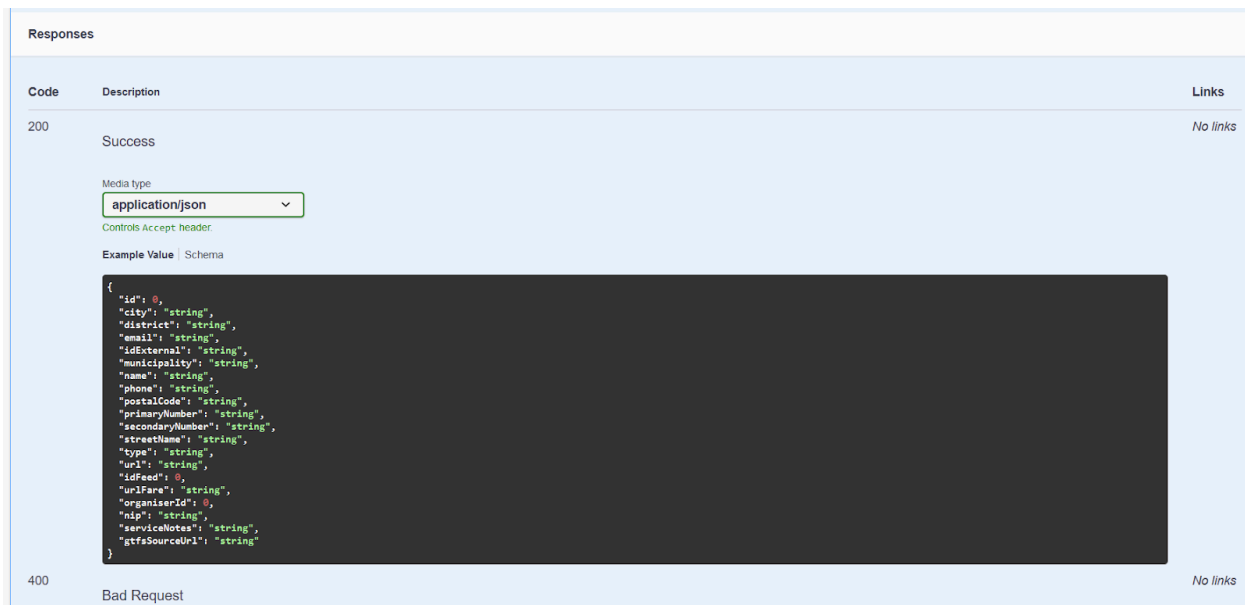 Responses
Code Description Links
200 Success No links
Media type
application/json
Controls Accept header.
Example Value Schema
{
"id": 0,
"city": "string",
"district": "string",
"email": "string",
"idExternal": "string",
"municipality": "string",
"name": "string",
"phone": "string",
"postalCode": "string",
"primaryNumber": "string",
"secondaryNumber": "string",
"streetName": "string",
"type": "string",
"url": "string",
"idFeed": 0,
"urlFare": "string",
"organiserId": 0,
"nip": "string",
"serviceNotes": "string",
"gtfsSourceUrl": "string"
}
400 Bad Request No links